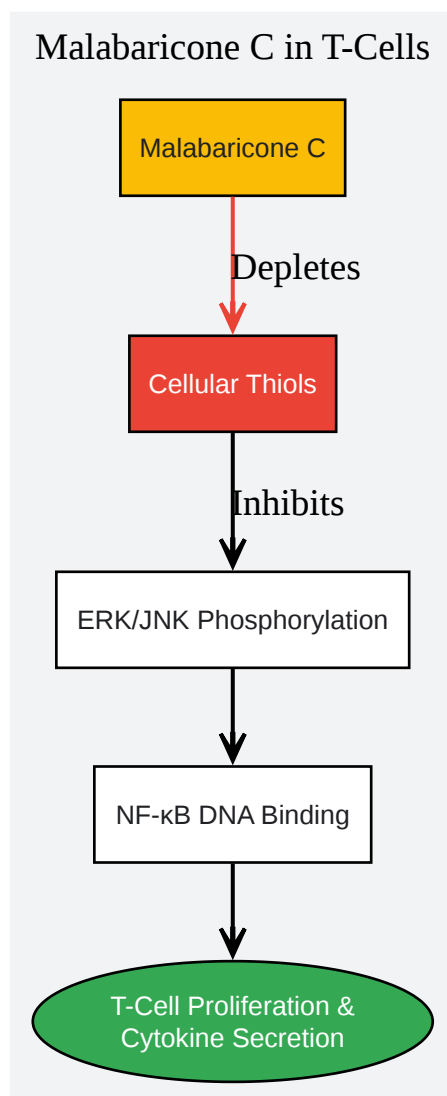 Malabaricone C in T-Cells
Malabaricone C
Depletes
Cellular Thiols
Inhibits
ERK/JNK Phosphorylation
NF-κB DNA Binding
T-Cell Proliferation &
Cytokine Secretion